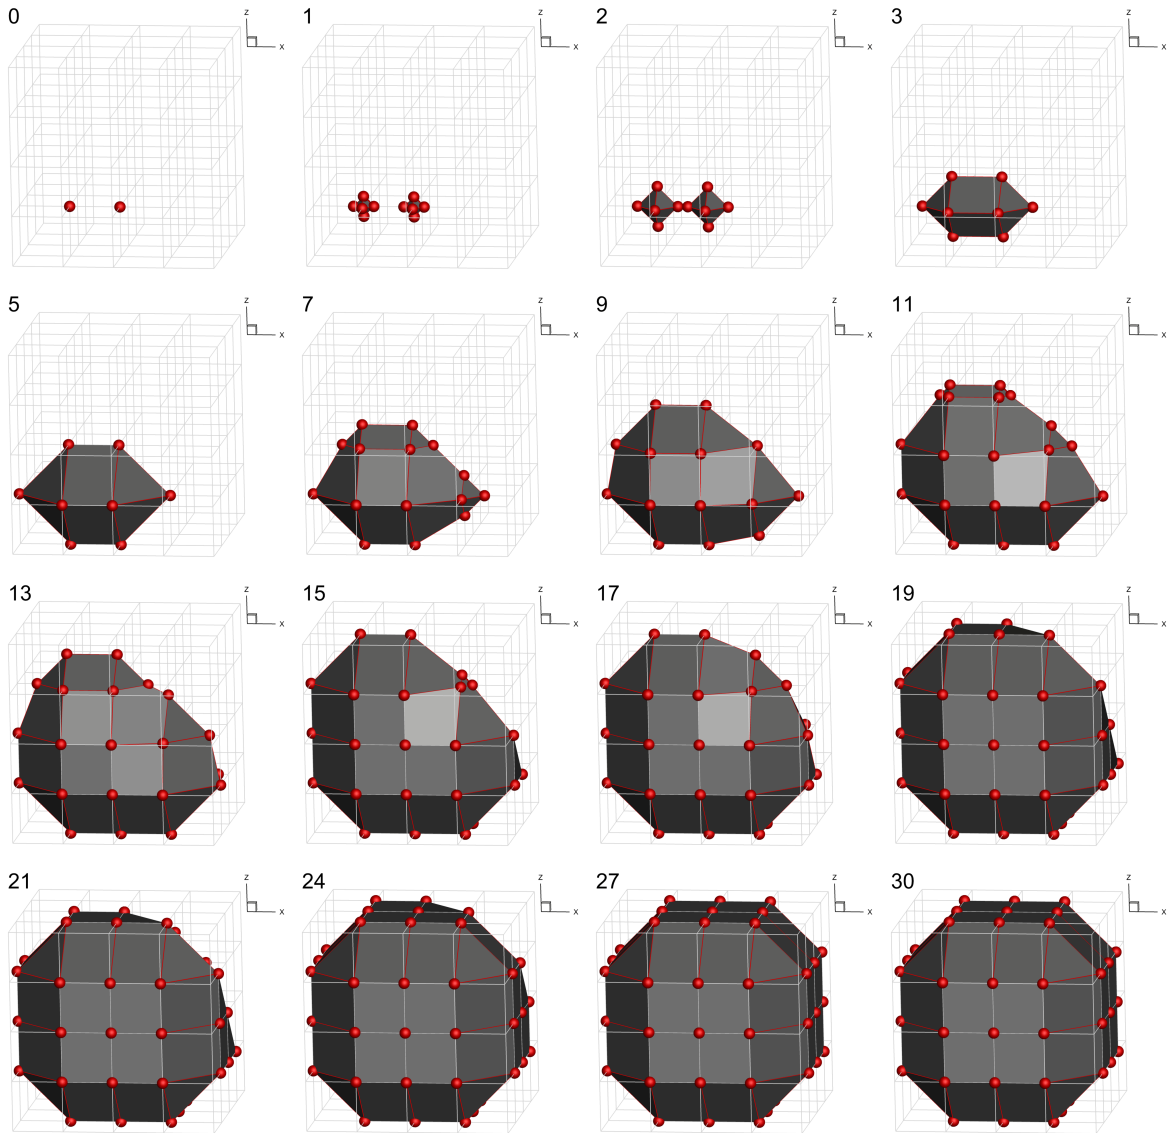 0 z x 1 z x 2 z x 3 z x
5 z x 7 z x 9 z x 11 z x
13 z x 15 z x 17 z x 19 z x
21 z x 24 z x 27 z x 30 z x